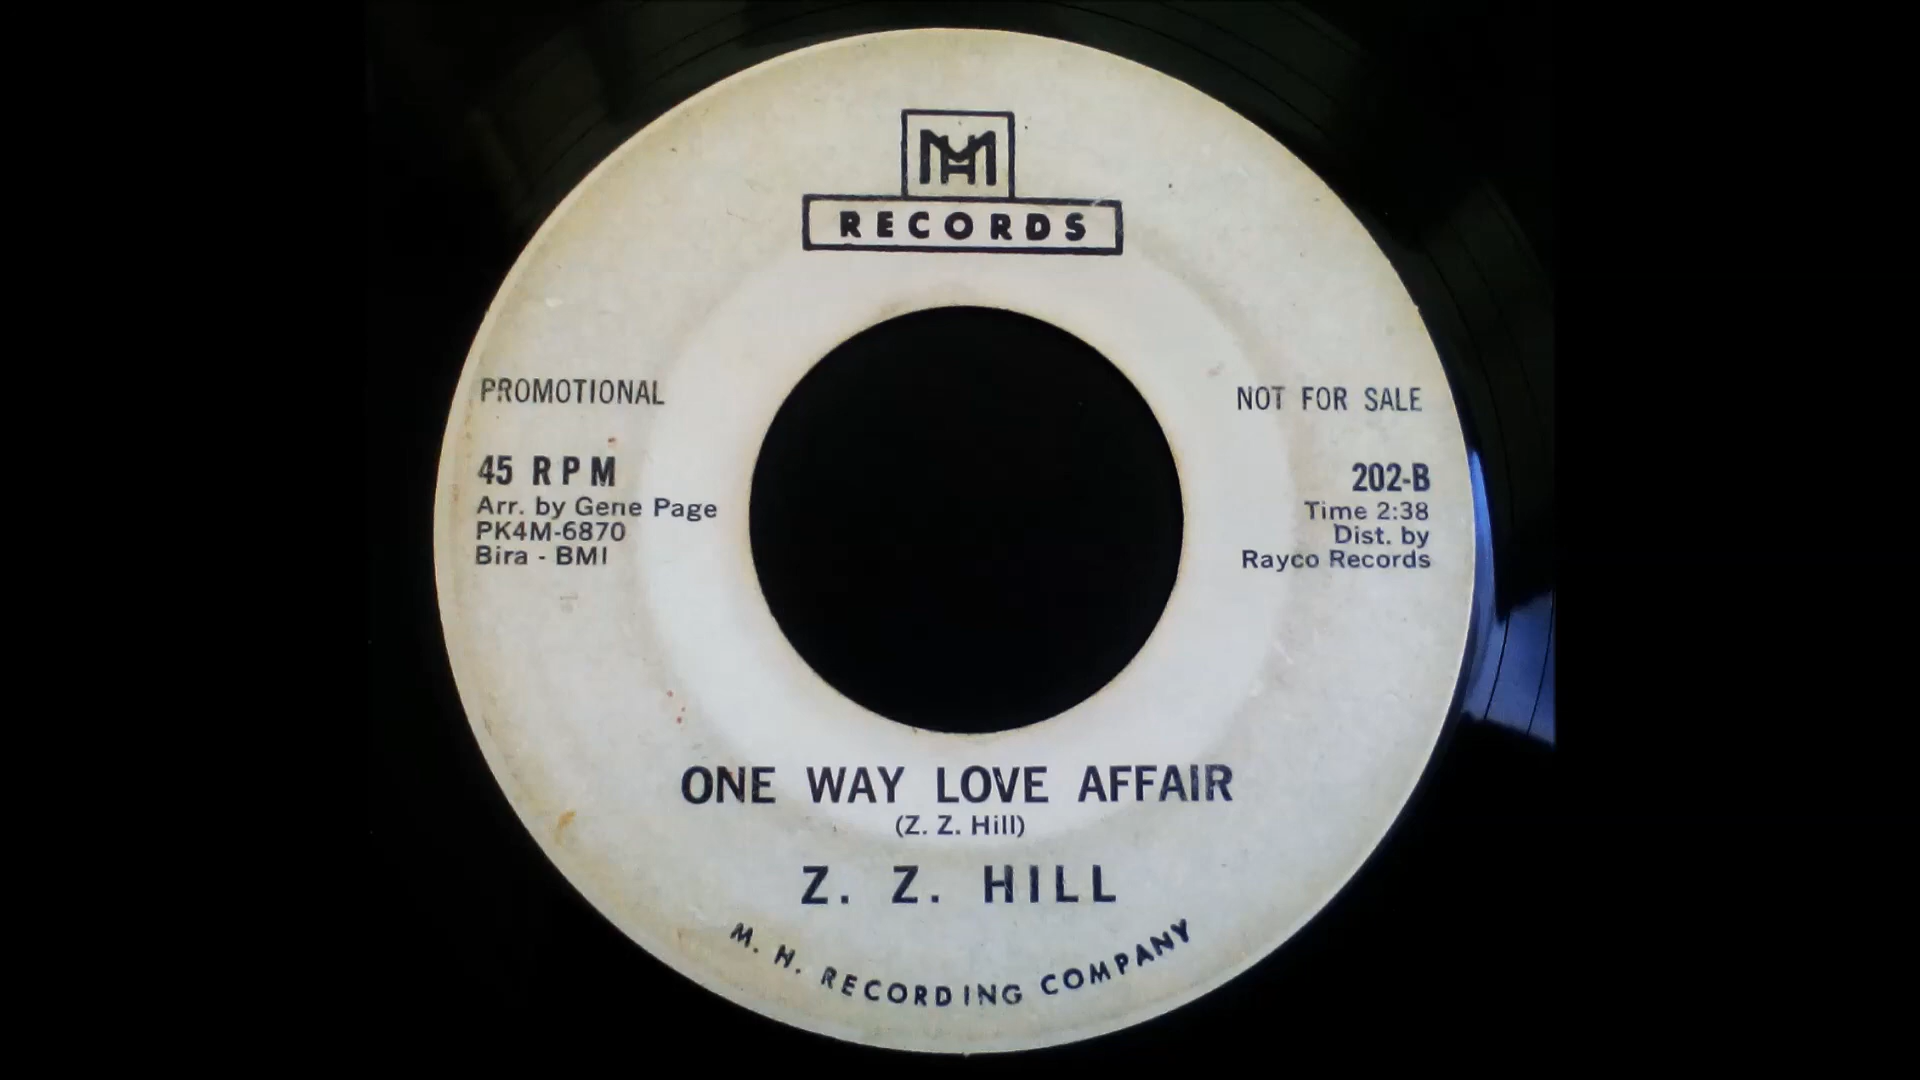 MH
RECORDS
PROMOTIONAL
NOT FOR SALE
45 RPM
Arr. by Gene Page
PK4M-6870
Bira - BMI
202-B
Time 2:38
Dist. by
Rayco Records
ONE WAY LOVE AFFAIR
(Z. Z. Hill)
Z. Z. HILL
M. H. RECORDING COMPANY